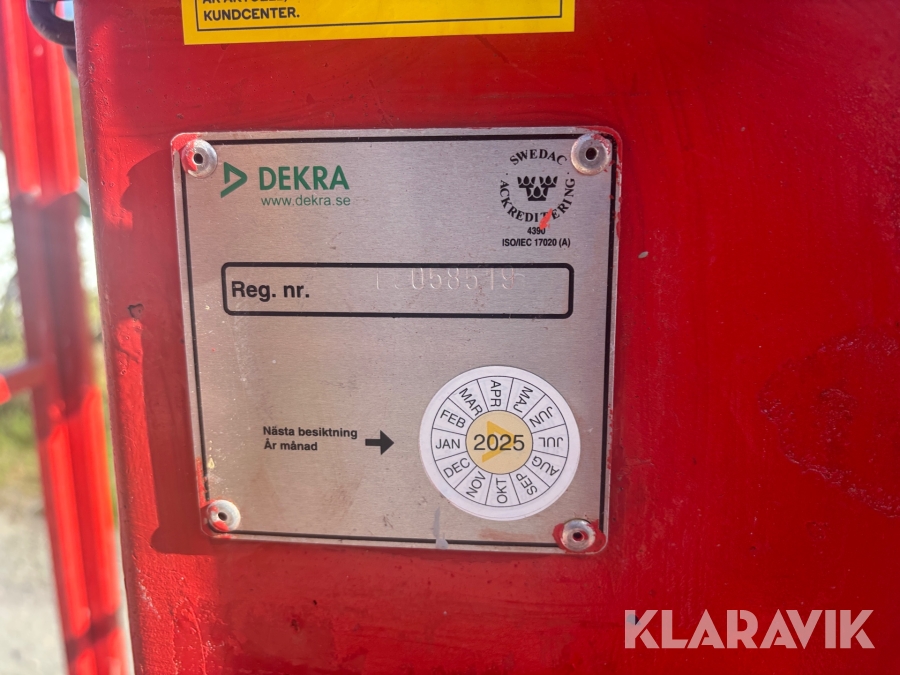 KUNDCENTER.
DEKRA
www.dekra.se
SWEDAC
ACKREDITERING
4390
ISO/IEC 17020 (A)
Reg. nr.
058519
Nästa besiktning
År månad
JAN
FEB
MAR
APR
MAJ
JUN
JUL
AUG
SEP
OKT
NOV
DEC
2025
KLARAVIK